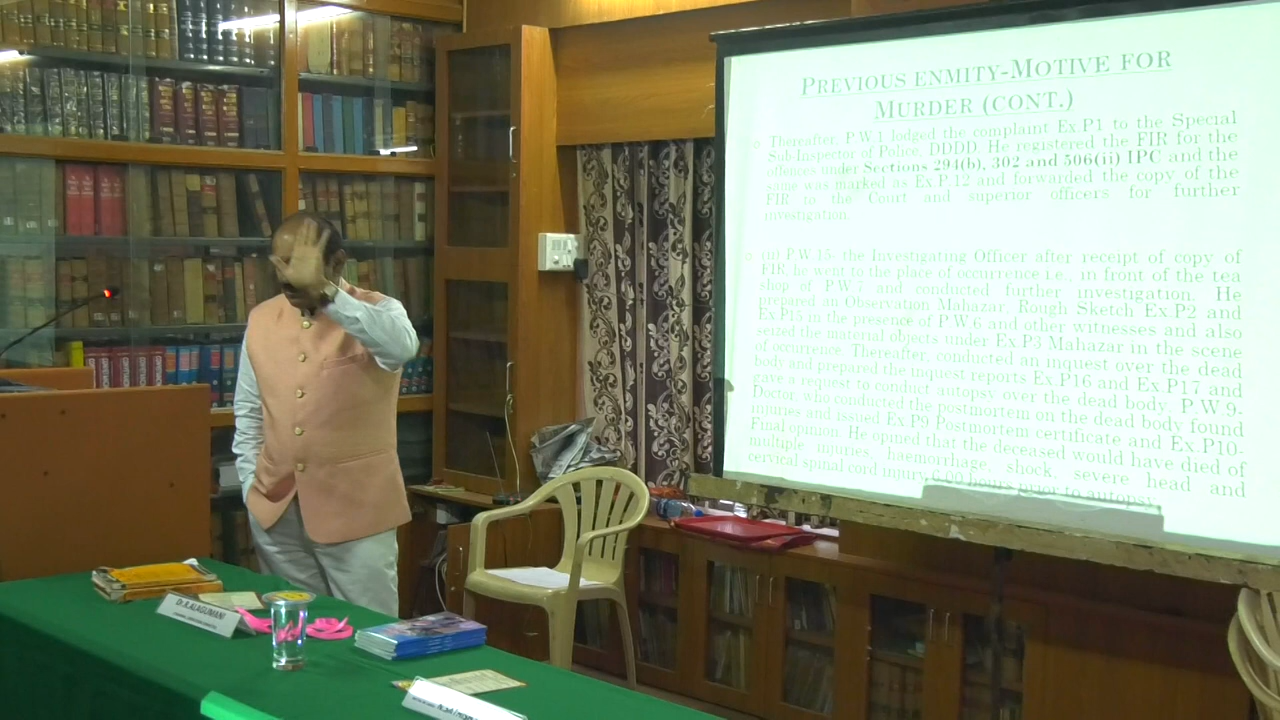 PREVIOUS ENMITY-MOTIVE FOR
MURDER (CONT.)
Thereafter, P.W.1 lodged the complaint Ex.P1 to the Special
Sub Inspector of Police, DDDD. He registered the FIR for the
offences under Sections 294(b), 302 and 506(ii) IPC and the
same was marked as Ex.P.12 and forwarded the copy of the
FIR to the Court and superior officers for further
investigation.
(ii) P.W.15- the Investigating Officer after receipt of copy of
FIR, he went to the place of occurrence i.e., in front of the tea
shop of P.W.7 and conducted further investigation. He
prepared an Observation Mahazar, Rough Sketch Ex.P2 and
Ex.P15 in the presence of P.W.6 and other witnesses and also
seized the material objects under Ex.P3 Mahazar in the scene
of occurrence. Thereafter, conducted an inquest over the dead
body and prepared the inquest reports Ex.P16 and Ex.P17 and
gave a request to conduct autopsy over the dead body. P.W.9-
Doctor, who conducted the postmortem on the dead body found
injuries and issued Ex.P9 Postmortem certificate and Ex.P10-
Final opinion. He opined that the deceased would have died of
multiple injuries, haemorrhage, shock, severe head and
cervical spinal cord injury 6.00 hours prior to autopsy.
Dr.R.ALAGUMANI